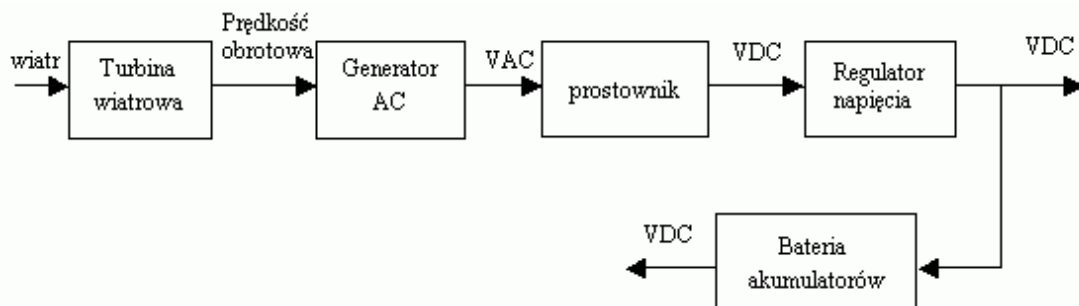 wiatr
Turbina
wiatrowa
Prędkość
obrotowa
Generator
AC
VAC
prostownik
VDC
Regulator
napięcia
VDC
VDC
Bateria
akumulatorów